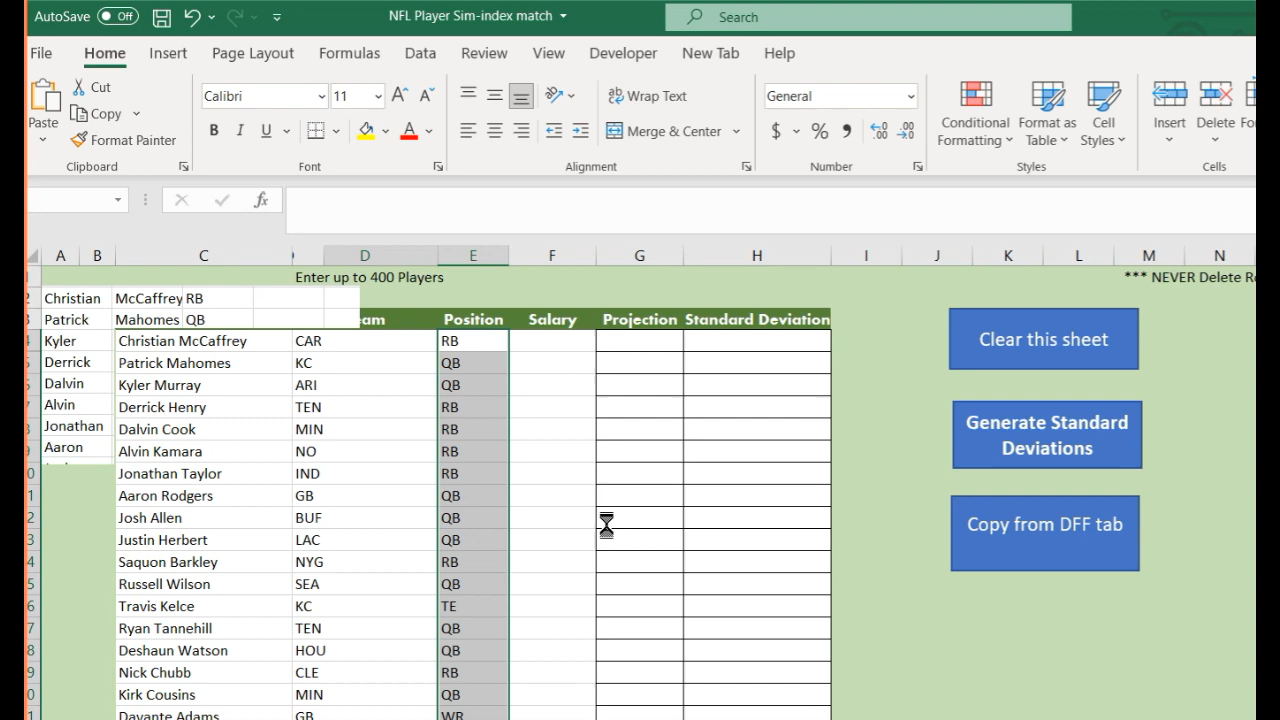 AutoSave Off NFL Player Sim-index match Search
File Home Insert Page Layout Formulas Data Review View Developer New Tab Help
Paste Cut Copy Format Painter Clipboard
Calibri 11 A A B I U A Font
Wrap Text Merge & Center Alignment
General $ % Number
Conditional Formatting Format as Table Cell Styles Styles
Insert Delete Cells
fx
A B C D E F G H I J K L M N
Enter up to 400 Players *** NEVER Delete
Christian McCaffrey RB
Patrick Mahomes QB Position Salary Projection Standard Deviation
Kyler Christian McCaffrey CAR RB
Derrick Patrick Mahomes KC QB
Dalvin Kyler Murray ARI QB
Alvin Derrick Henry TEN RB
Jonathan Dalvin Cook MIN RB
Aaron Alvin Kamara NO RB
Jonathan Taylor IND RB
Aaron Rodgers GB QB
Josh Allen BUF QB
Justin Herbert LAC QB
Saquon Barkley NYG RB
Russell Wilson SEA QB
Travis Kelce KC TE
Ryan Tannehill TEN QB
Deshaun Watson HOU QB
Nick Chubb CLE RB
Kirk Cousins MIN QB
Davante Adams GB WR
Clear this sheet
Generate Standard
Deviations
Copy from DFF tab